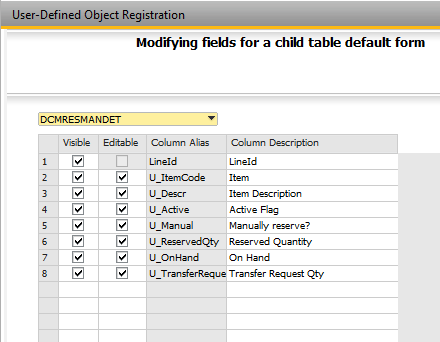 User-Defined Object Registration
Modifying fields for a child table default form
DCMRESMANDET
Visible Editable Column Alias Column Description
1 LineId LineId
2 U_ItemCode Item
3 U_Descr Item Description
4 U_Active Active Flag
5 U_Manual Manually reserve?
6 U_ReservedQty Reserved Quantity
7 U_OnHand On Hand
8 U_TransferReque Transfer Request Qty